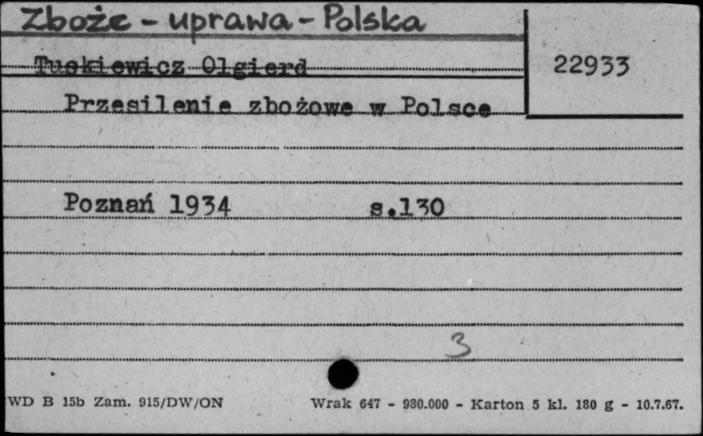 Zboże - uprawa - Polska
Tuskiewicz Olgierd
22933
Przesilenie zbożowe w Polsce
Poznań 1934 s.130
3
WD B 15b Zam. 915/DW/ON Wrak 647 - 930.000 - Karton 5 kl. 180 g - 10.7.67.